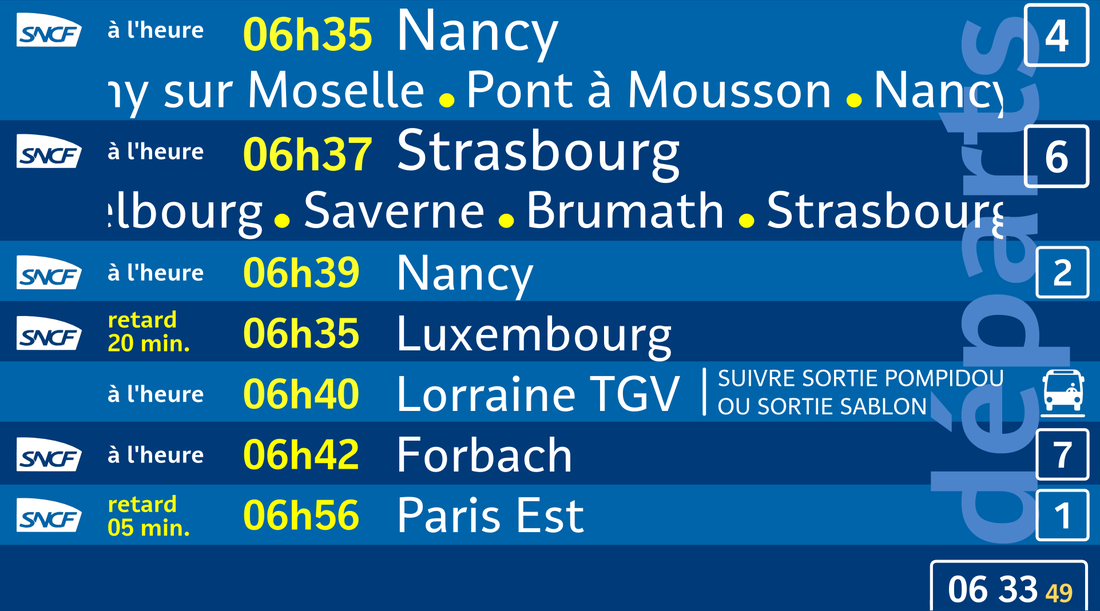 SNCF à l'heure 06h35 Nancy 4
ny sur Moselle • Pont à Mousson • Nancy
SNCF à l'heure 06h37 Strasbourg 6
elbourg • Saverne • Brumath • Strasbourg
SNCF à l'heure 06h39 Nancy 2
SNCF retard 20 min. 06h35 Luxembourg
à l'heure 06h40 Lorraine TGV SUIVRE SORTIE POMPIDOU
OU SORTIE SABLON
SNCF à l'heure 06h42 Forbach 7
SNCF retard 05 min. 06h56 Paris Est 1
départs
06 33 49